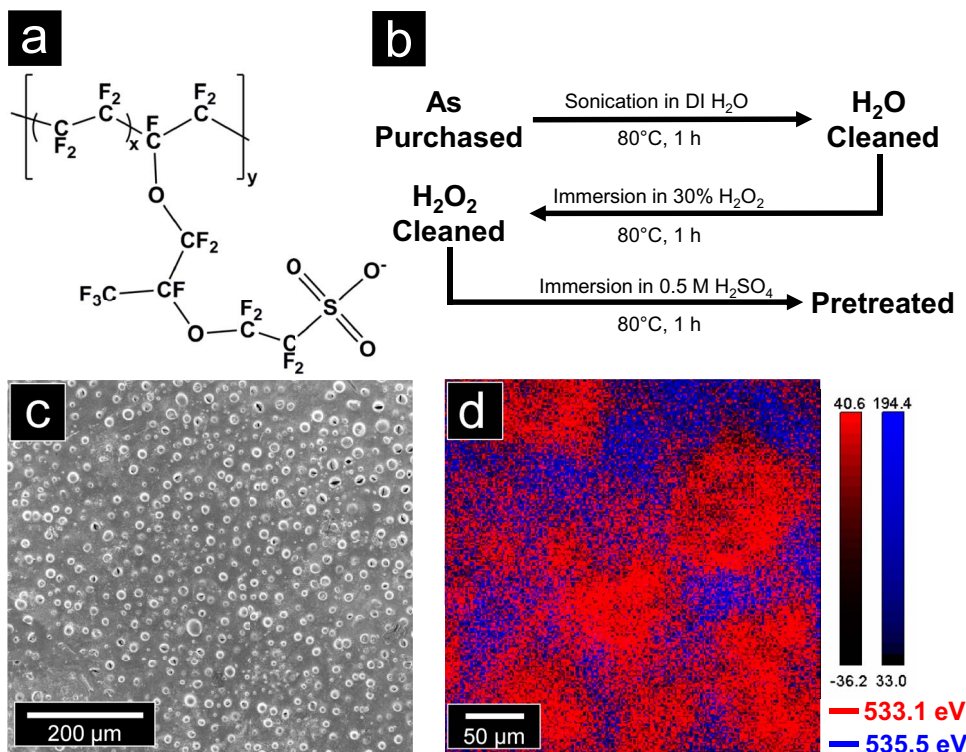 a
F₂
C
C
F₂
x
F
C
F₂
C
y
O
CF₂
F₃C
CF
O
F₂
C
C
F₂
O
S
O⁻
O
b
As
Purchased
Sonication in DI H₂O
80°C, 1 h
H₂O
Cleaned
Immersion in 30% H₂O₂
80°C, 1 h
H₂O₂
Cleaned
Immersion in 0.5 M H₂SO₄
80°C, 1 h
Pretreated
c
200 µm
d
50 µm
40.6 194.4
-36.2 33.0
533.1 eV
535.5 eV